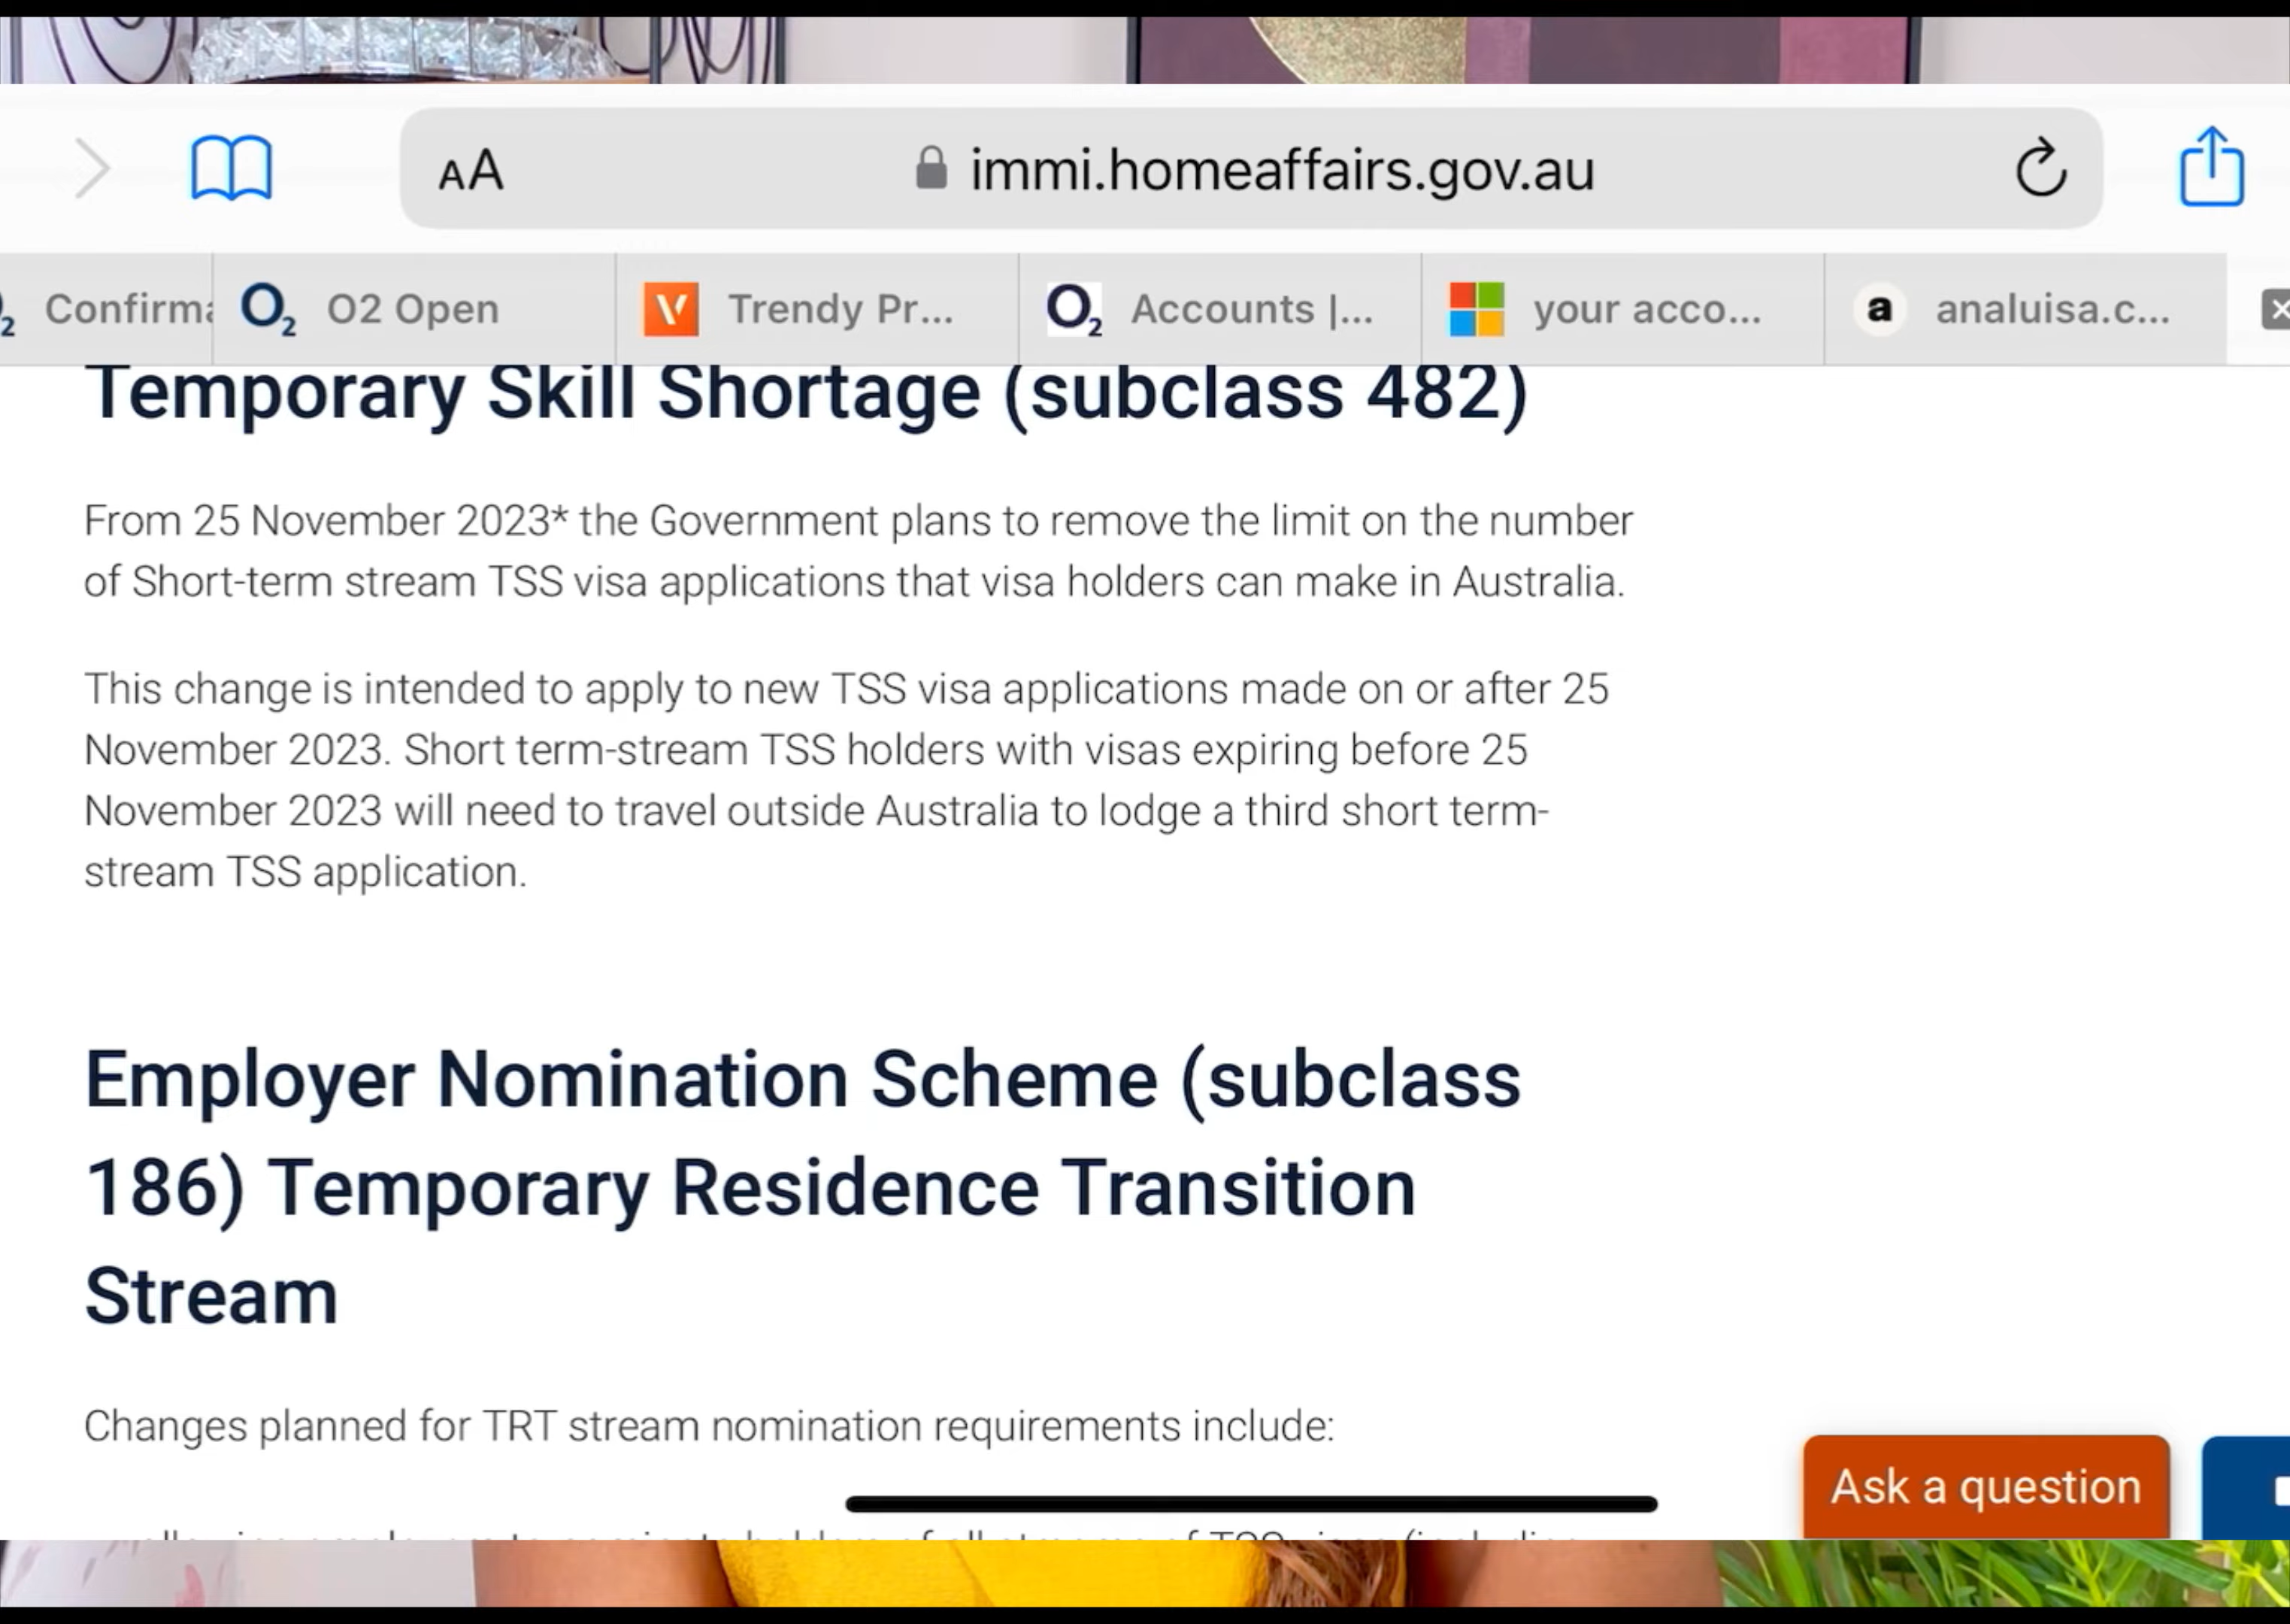 AA
immi.homeaffairs.gov.au
Confirma
O2 Open
Trendy Pr...
Accounts |...
your acco...
analuisa.c...
Temporary Skill Shortage (subclass 482)
From 25 November 2023* the Government plans to remove the limit on the number
of Short-term stream TSS visa applications that visa holders can make in Australia.
This change is intended to apply to new TSS visa applications made on or after 25
November 2023. Short term-stream TSS holders with visas expiring before 25
November 2023 will need to travel outside Australia to lodge a third short term-
stream TSS application.
Employer Nomination Scheme (subclass
186) Temporary Residence Transition
Stream
Changes planned for TRT stream nomination requirements include:
Ask a question